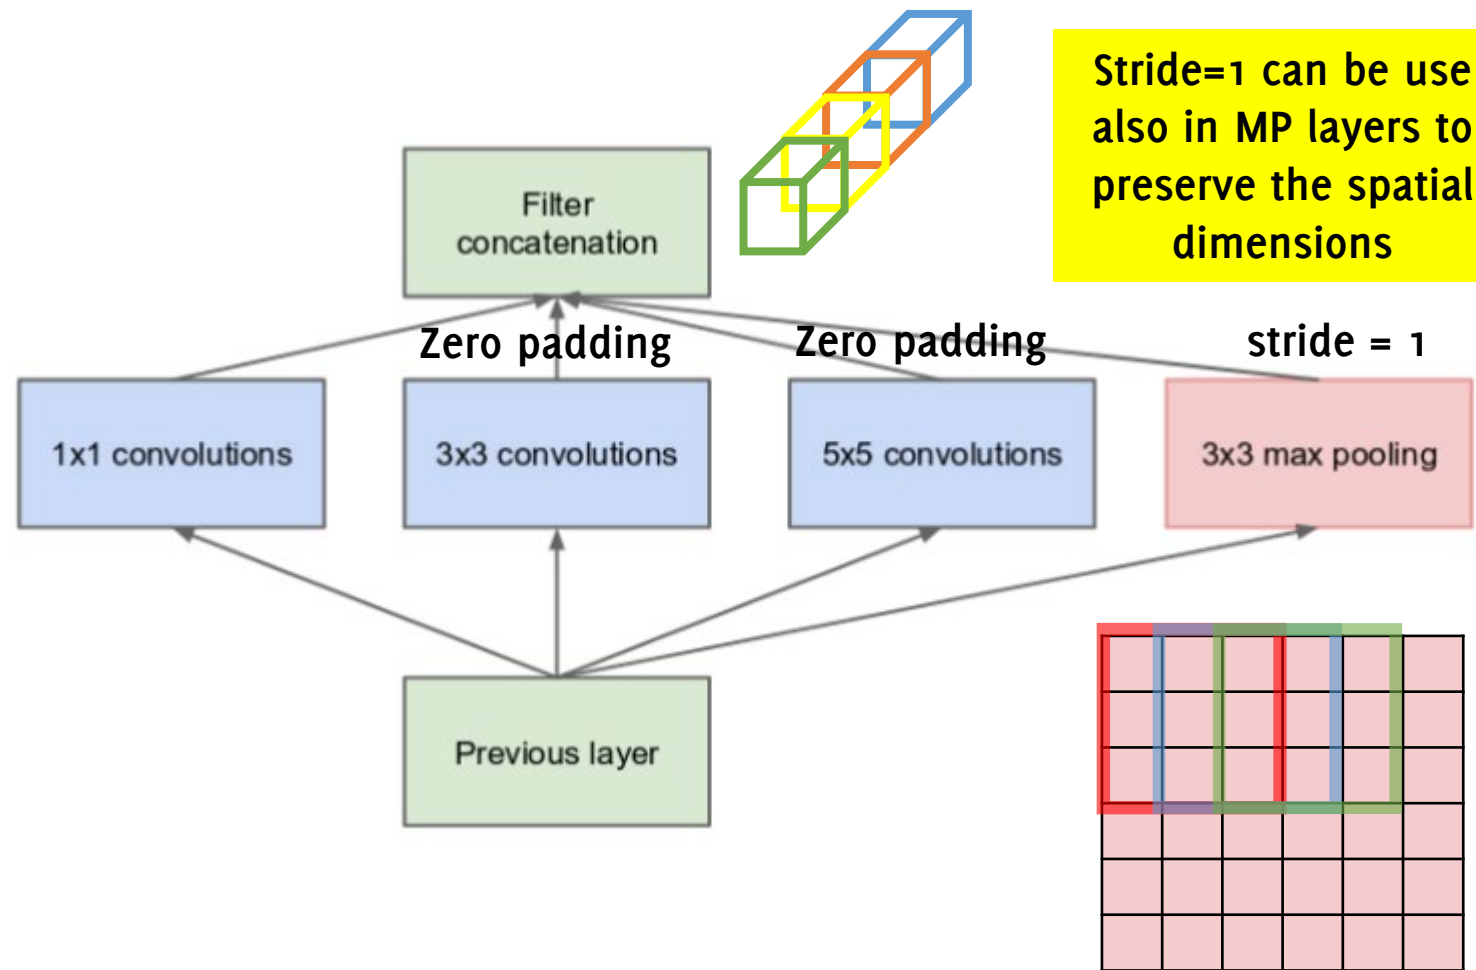 Stride=1 can be use
also in MP layers to
preserve the spatial
dimensions
Filter
concatenation
Zero padding
Zero padding
stride = 1
1x1 convolutions
3x3 convolutions
5x5 convolutions
3x3 max pooling
Previous layer